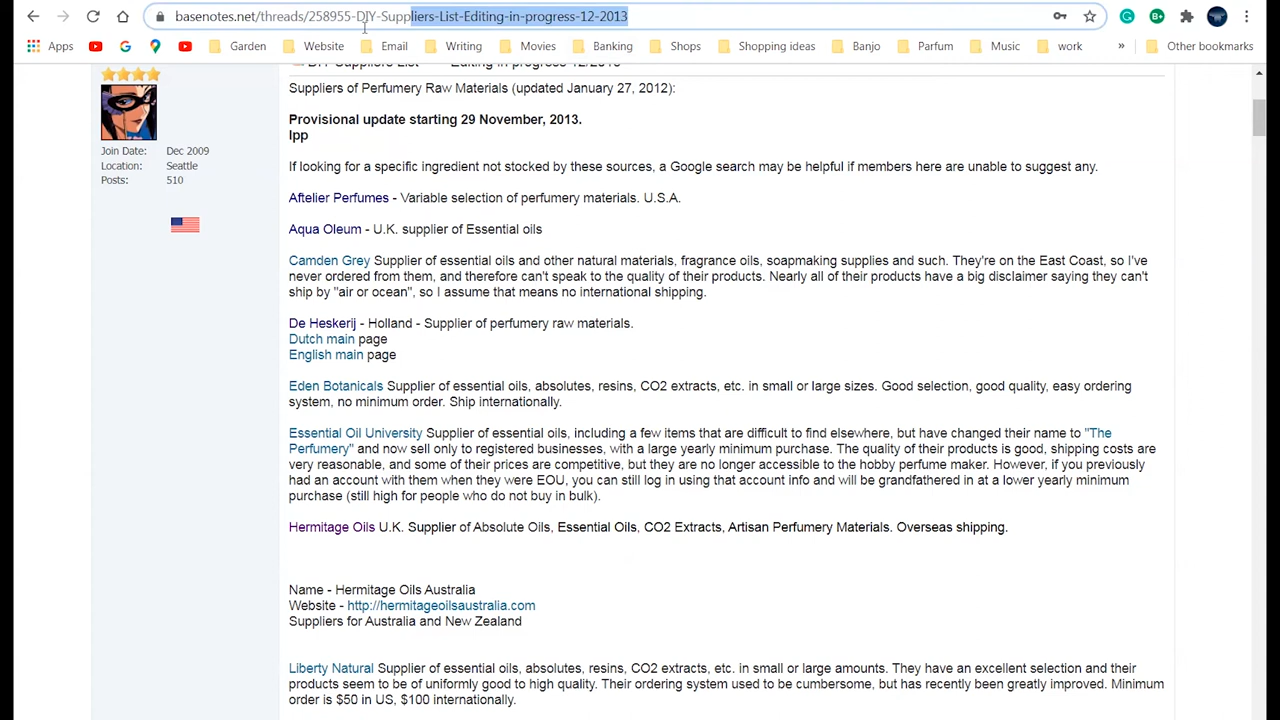 basenotes.net/threads/258955-DIY-Suppliers-List-Editing-in-progress-12-2013
Apps
Garden
Website
Email
Writing
Movies
Banking
Shops
Shopping ideas
Banjo
Parfum
Music
work
»
Other bookmarks
Suppliers of Perfumery Raw Materials (updated January 27, 2012):
Provisional update starting 29 November, 2013.
lpp
Join Date: Dec 2009
Location: Seattle
Posts: 510
If looking for a specific ingredient not stocked by these sources, a Google search may be helpful if members here are unable to suggest any.
Aftelier Perfumes - Variable selection of perfumery materials. U.S.A.
Aqua Oleum - U.K. supplier of Essential oils
Camden Grey Supplier of essential oils and other natural materials, fragrance oils, soapmaking supplies and such. They're on the East Coast, so I've
never ordered from them, and therefore can't speak to the quality of their products. Nearly all of their products have a big disclaimer saying they can't
ship by "air or ocean", so I assume that means no international shipping.
De Heskerij - Holland - Supplier of perfumery raw materials.
Dutch main page
English main page
Eden Botanicals Supplier of essential oils, absolutes, resins, CO2 extracts, etc. in small or large sizes. Good selection, good quality, easy ordering
system, no minimum order. Ship internationally.
Essential Oil University Supplier of essential oils, including a few items that are difficult to find elsewhere, but have changed their name to "The
Perfumery" and now sell only to registered businesses, with a large yearly minimum purchase. The quality of their products is good, shipping costs are
very reasonable, and some of their prices are competitive, but they are no longer accessible to the hobby perfume maker. However, if you previously
had an account with them when they were EOU, you can still log in using that account info and will be grandfathered in at a lower yearly minimum
purchase (still high for people who do not buy in bulk).
Hermitage Oils U.K. Supplier of Absolute Oils, Essential Oils, CO2 Extracts, Artisan Perfumery Materials. Overseas shipping.
Name - Hermitage Oils Australia
Website - http://hermitageoilsaustralia.com
Suppliers for Australia and New Zealand
Liberty Natural Supplier of essential oils, absolutes, resins, CO2 extracts, etc. in small or large amounts. They have an excellent selection and their
products seem to be of uniformly good to high quality. Their ordering system used to be cumbersome, but has recently been greatly improved. Minimum
order is $50 in US, $100 internationally.